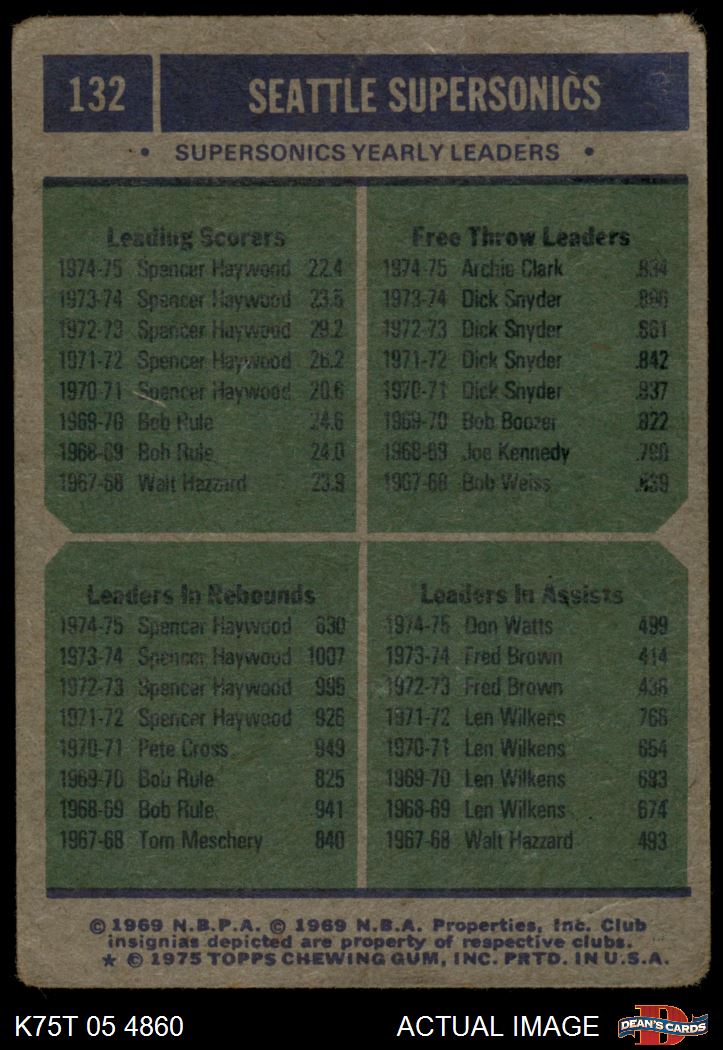 132 SEATTLE SUPERSONICS
• SUPERSONICS YEARLY LEADERS •
Leading Scorers
1974-75 Spencer Haywood 22.4
1973-74 Spencer Haywood 23.5
1972-73 Spencer Haywood 29.2
1971-72 Spencer Haywood 26.2
1970-71 Spencer Haywood 20.6
1969-70 Bob Rule 24.6
1968-69 Bob Rule 24.0
1967-68 Walt Hazzard 23.9
Free Throw Leaders
1974-75 Archie Clark .834
1973-74 Dick Snyder
1972-73 Dick Snyder .861
1971-72 Dick Snyder .842
1970-71 Dick Snyder .837
1969-70 Bob Boozer .822
1968-69 Joe Kennedy
1967-68 Bob Weiss
Leaders In Rebounds
1974-75 Spencer Haywood 630
1973-74 Spencer Haywood 1007
1972-73 Spencer Haywood 995
1971-72 Spencer Haywood 926
1970-71 Pete Cross 949
1969-70 Bob Rule 825
1968-69 Bob Rule 941
1967-68 Tom Meschery 840
Leaders In Assists
1974-75 Don Watts 499
1973-74 Fred Brown 414
1972-73 Fred Brown 438
1971-72 Len Wilkens 766
1970-71 Len Wilkens 654
1969-70 Len Wilkens 683
1968-69 Len Wilkens 674
1967-68 Walt Hazzard 493
© 1969 N.B.P.A. © 1969 N.B.A. Properties, Inc. Club
insignias depicted are property of respective clubs.
★ © 1975 TOPPS CHEWING GUM, INC. PRTD. IN U.S.A.
K75T 05 4860 ACTUAL IMAGE DEAN'S CARDS